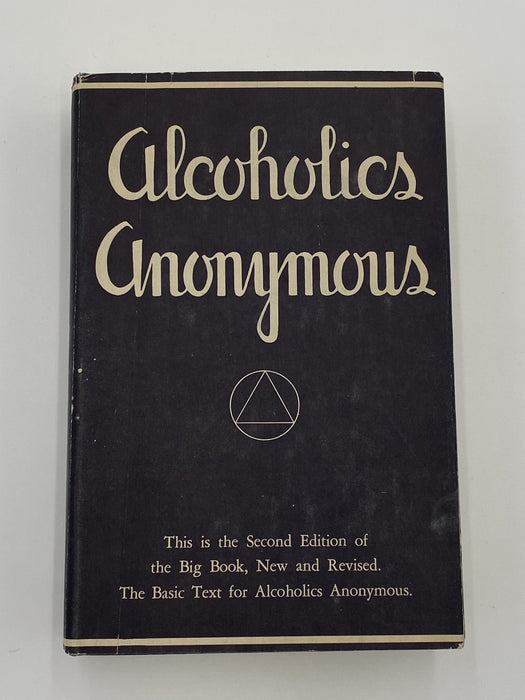 Alcoholics
Anonymous
This is the Second Edition of
the Big Book, New and Revised.
The Basic Text for Alcoholics Anonymous.